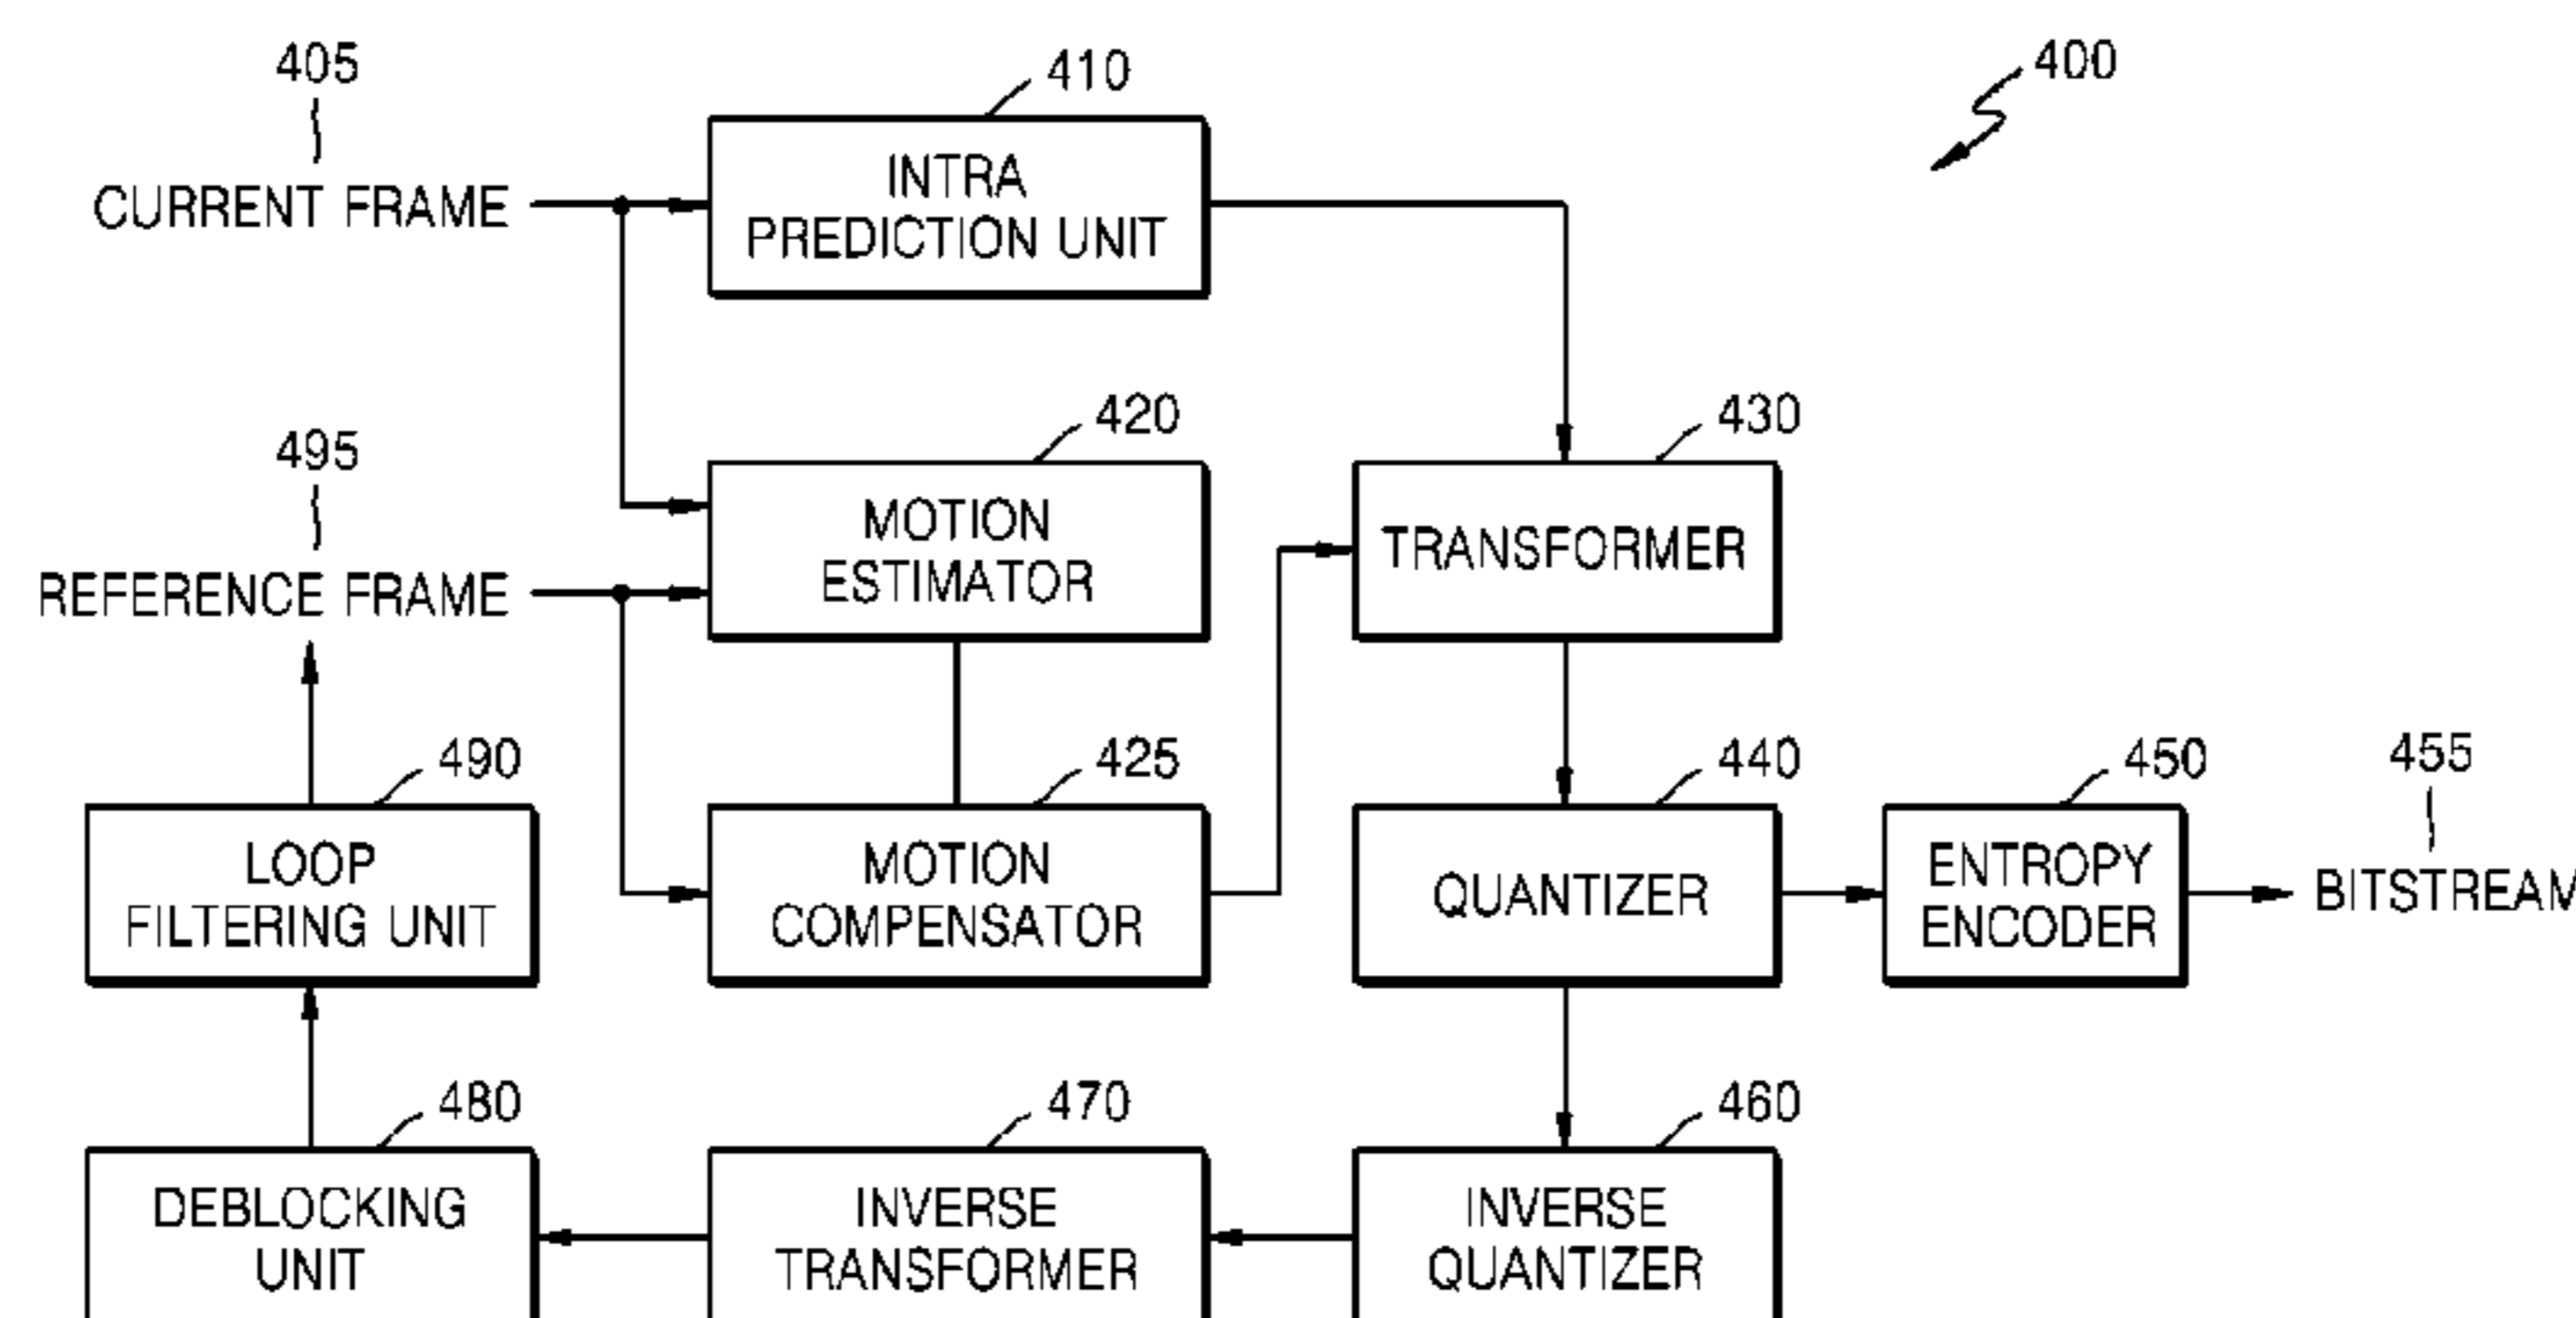 405
410
400
CURRENT FRAME
INTRA
PREDICTION UNIT
420
430
495
MOTION
ESTIMATOR
TRANSFORMER
REFERENCE FRAME
490
425
440
450
455
LOOP
FILTERING UNIT
MOTION
COMPENSATOR
QUANTIZER
ENTROPY
ENCODER
BITSTREAM
480
470
460
DEBLOCKING
UNIT
INVERSE
TRANSFORMER
INVERSE
QUANTIZER